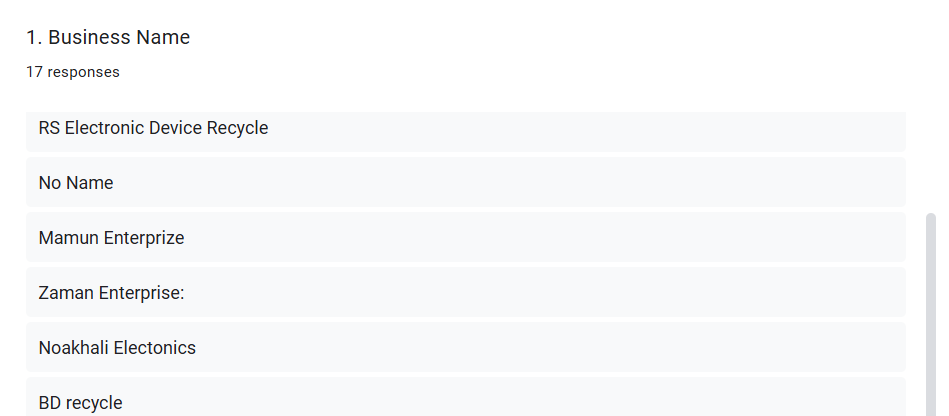 1. Business Name
17 responses
RS Electronic Device Recycle
No Name
Mamun Enterprize
Zaman Enterprise:
Noakhali Electonics
BD recycle